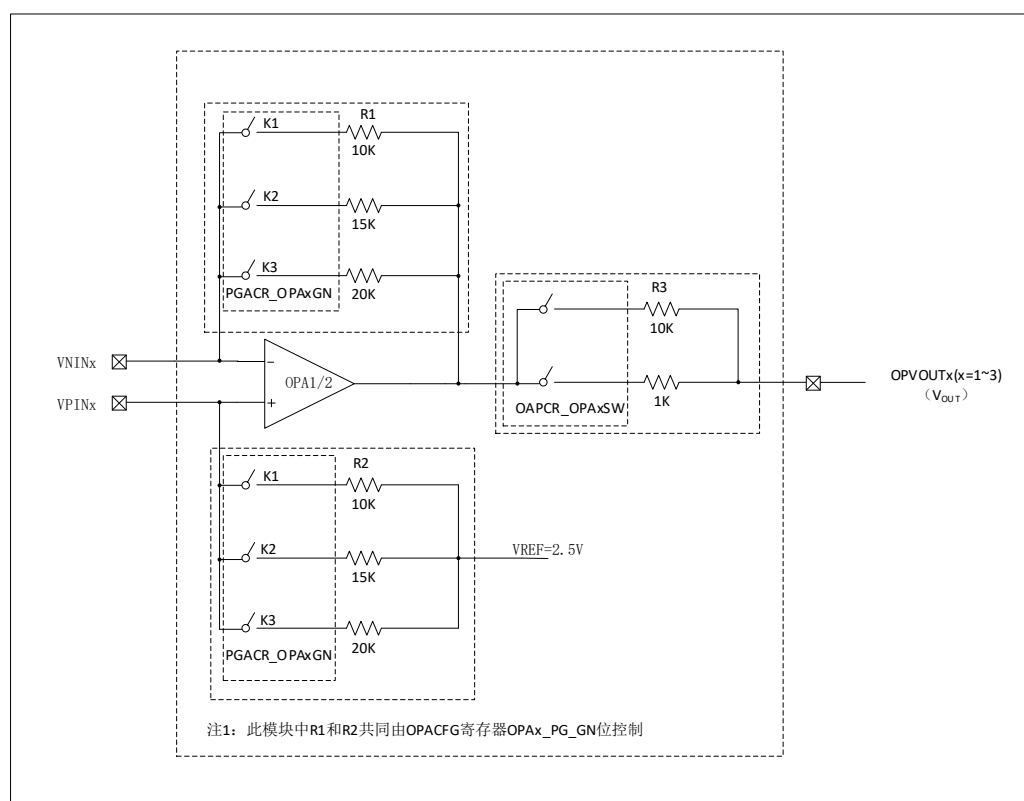 K1
R1
10K
K2
15K
K3
20K
PGACR_OPAxGN
VNINx
VPINx
-
+
OPA1/2
R3
10K
1K
OAPCR_OPAxSW
OPVOUTx(x=1~3)
（VOUT）
K1
R2
10K
K2
15K
VREF=2.5V
K3
20K
PGACR_OPAxGN
注1：此模块中R1和R2共同由OPACFG寄存器OPAx_PG_GN位控制